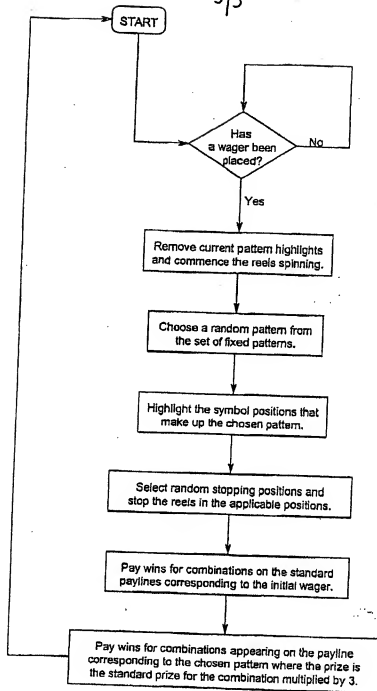 3/5
START
Has
a wager been
placed?
No
Yes
Remove current pattern highlights
and commence the reels spinning.
Choose a random pattern from
the set of fixed patterns.
Highlight the symbol positions that
make up the chosen pattern.
Select random stopping positions and
stop the reels in the applicable positions.
Pay wins for combinations on the standard
paylines corresponding to the initial wager.
Pay wins for combinations appearing on the payline
corresponding to the chosen pattern where the prize is
the standard prize for the combination multiplied by 3.